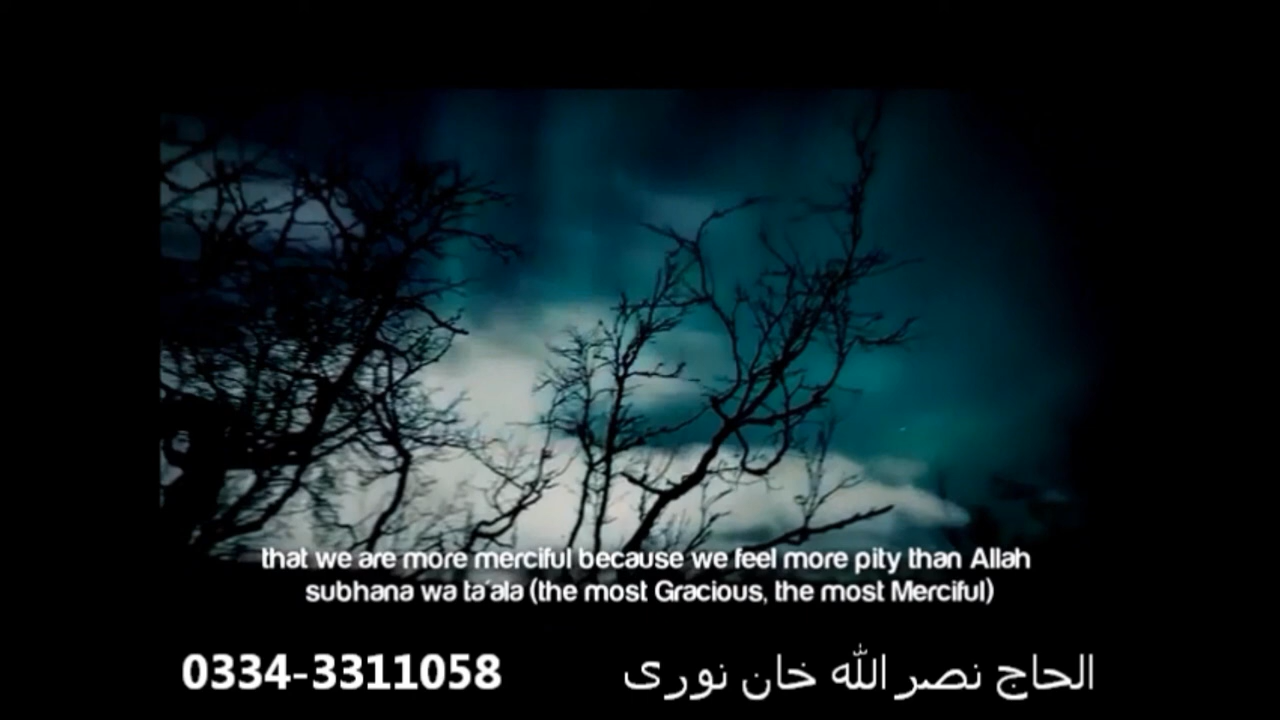 that we are more merciful because we feel more pity than Allah
subhana wa ta'ala (the most Gracious, the most Merciful)
0334-3311058 الحاج نصر الله خان نوری